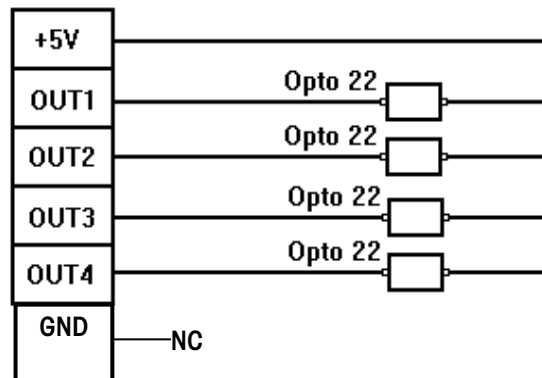 +5V
OUT1 Opto 22
OUT2 Opto 22
OUT3 Opto 22
OUT4 Opto 22
GND NC